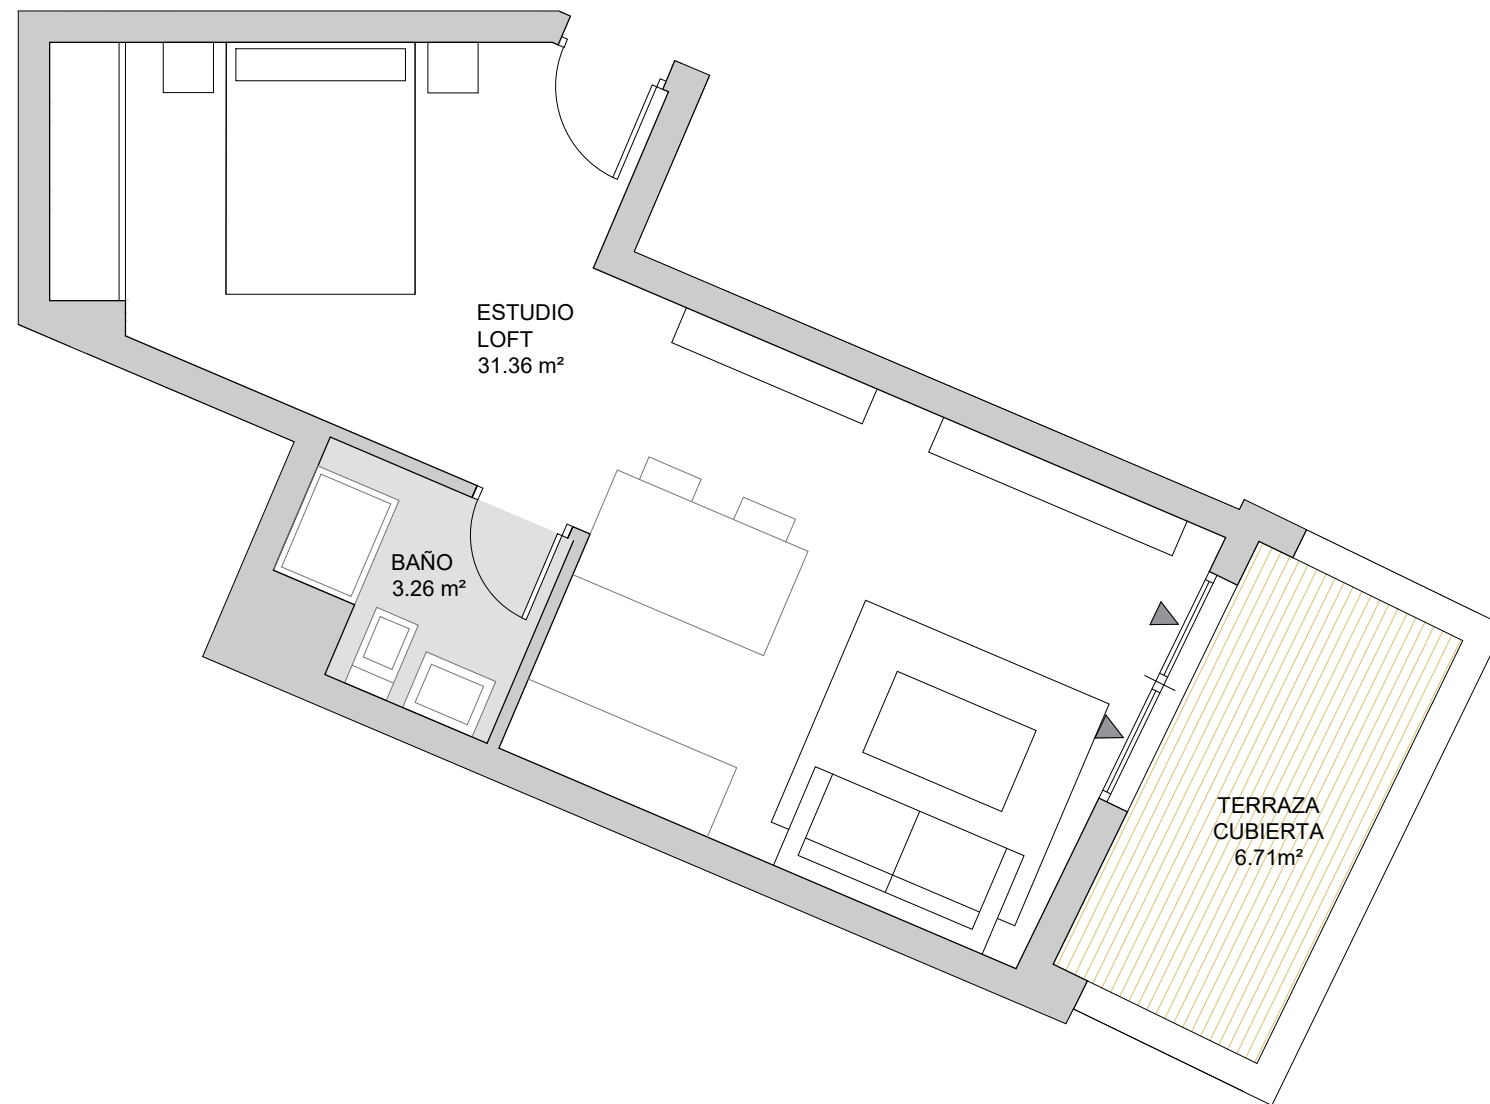 ESTUDIO
LOFT
31.36 m²
BAÑO
3.26 m²
TERRAZA
CUBIERTA
6.71m²